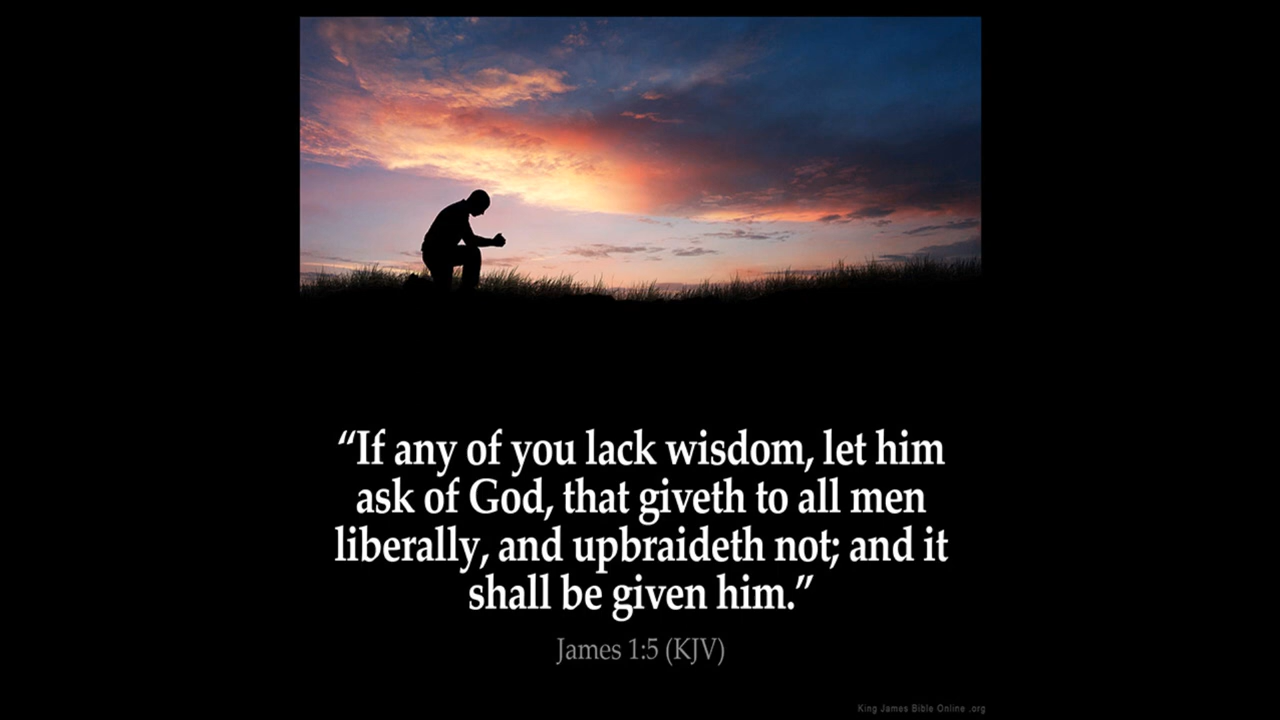 “If any of you lack wisdom, let him
ask of God, that giveth to all men
liberally, and upbraideth not; and it
shall be given him.”
James 1:5 (KJV)
King James Bible Online .org